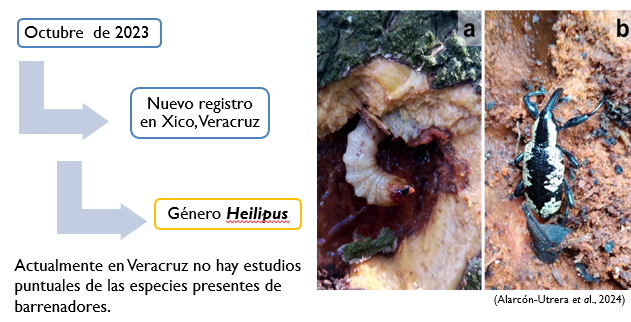 Octubre de 2023
Nuevo registro
en Xico, Veracruz
Género Heilipus
Actualmente en Veracruz no hay estudios
puntuales de las especies presentes de
barrenadores.
a
b
(Alarcón-Utrera et al., 2024)